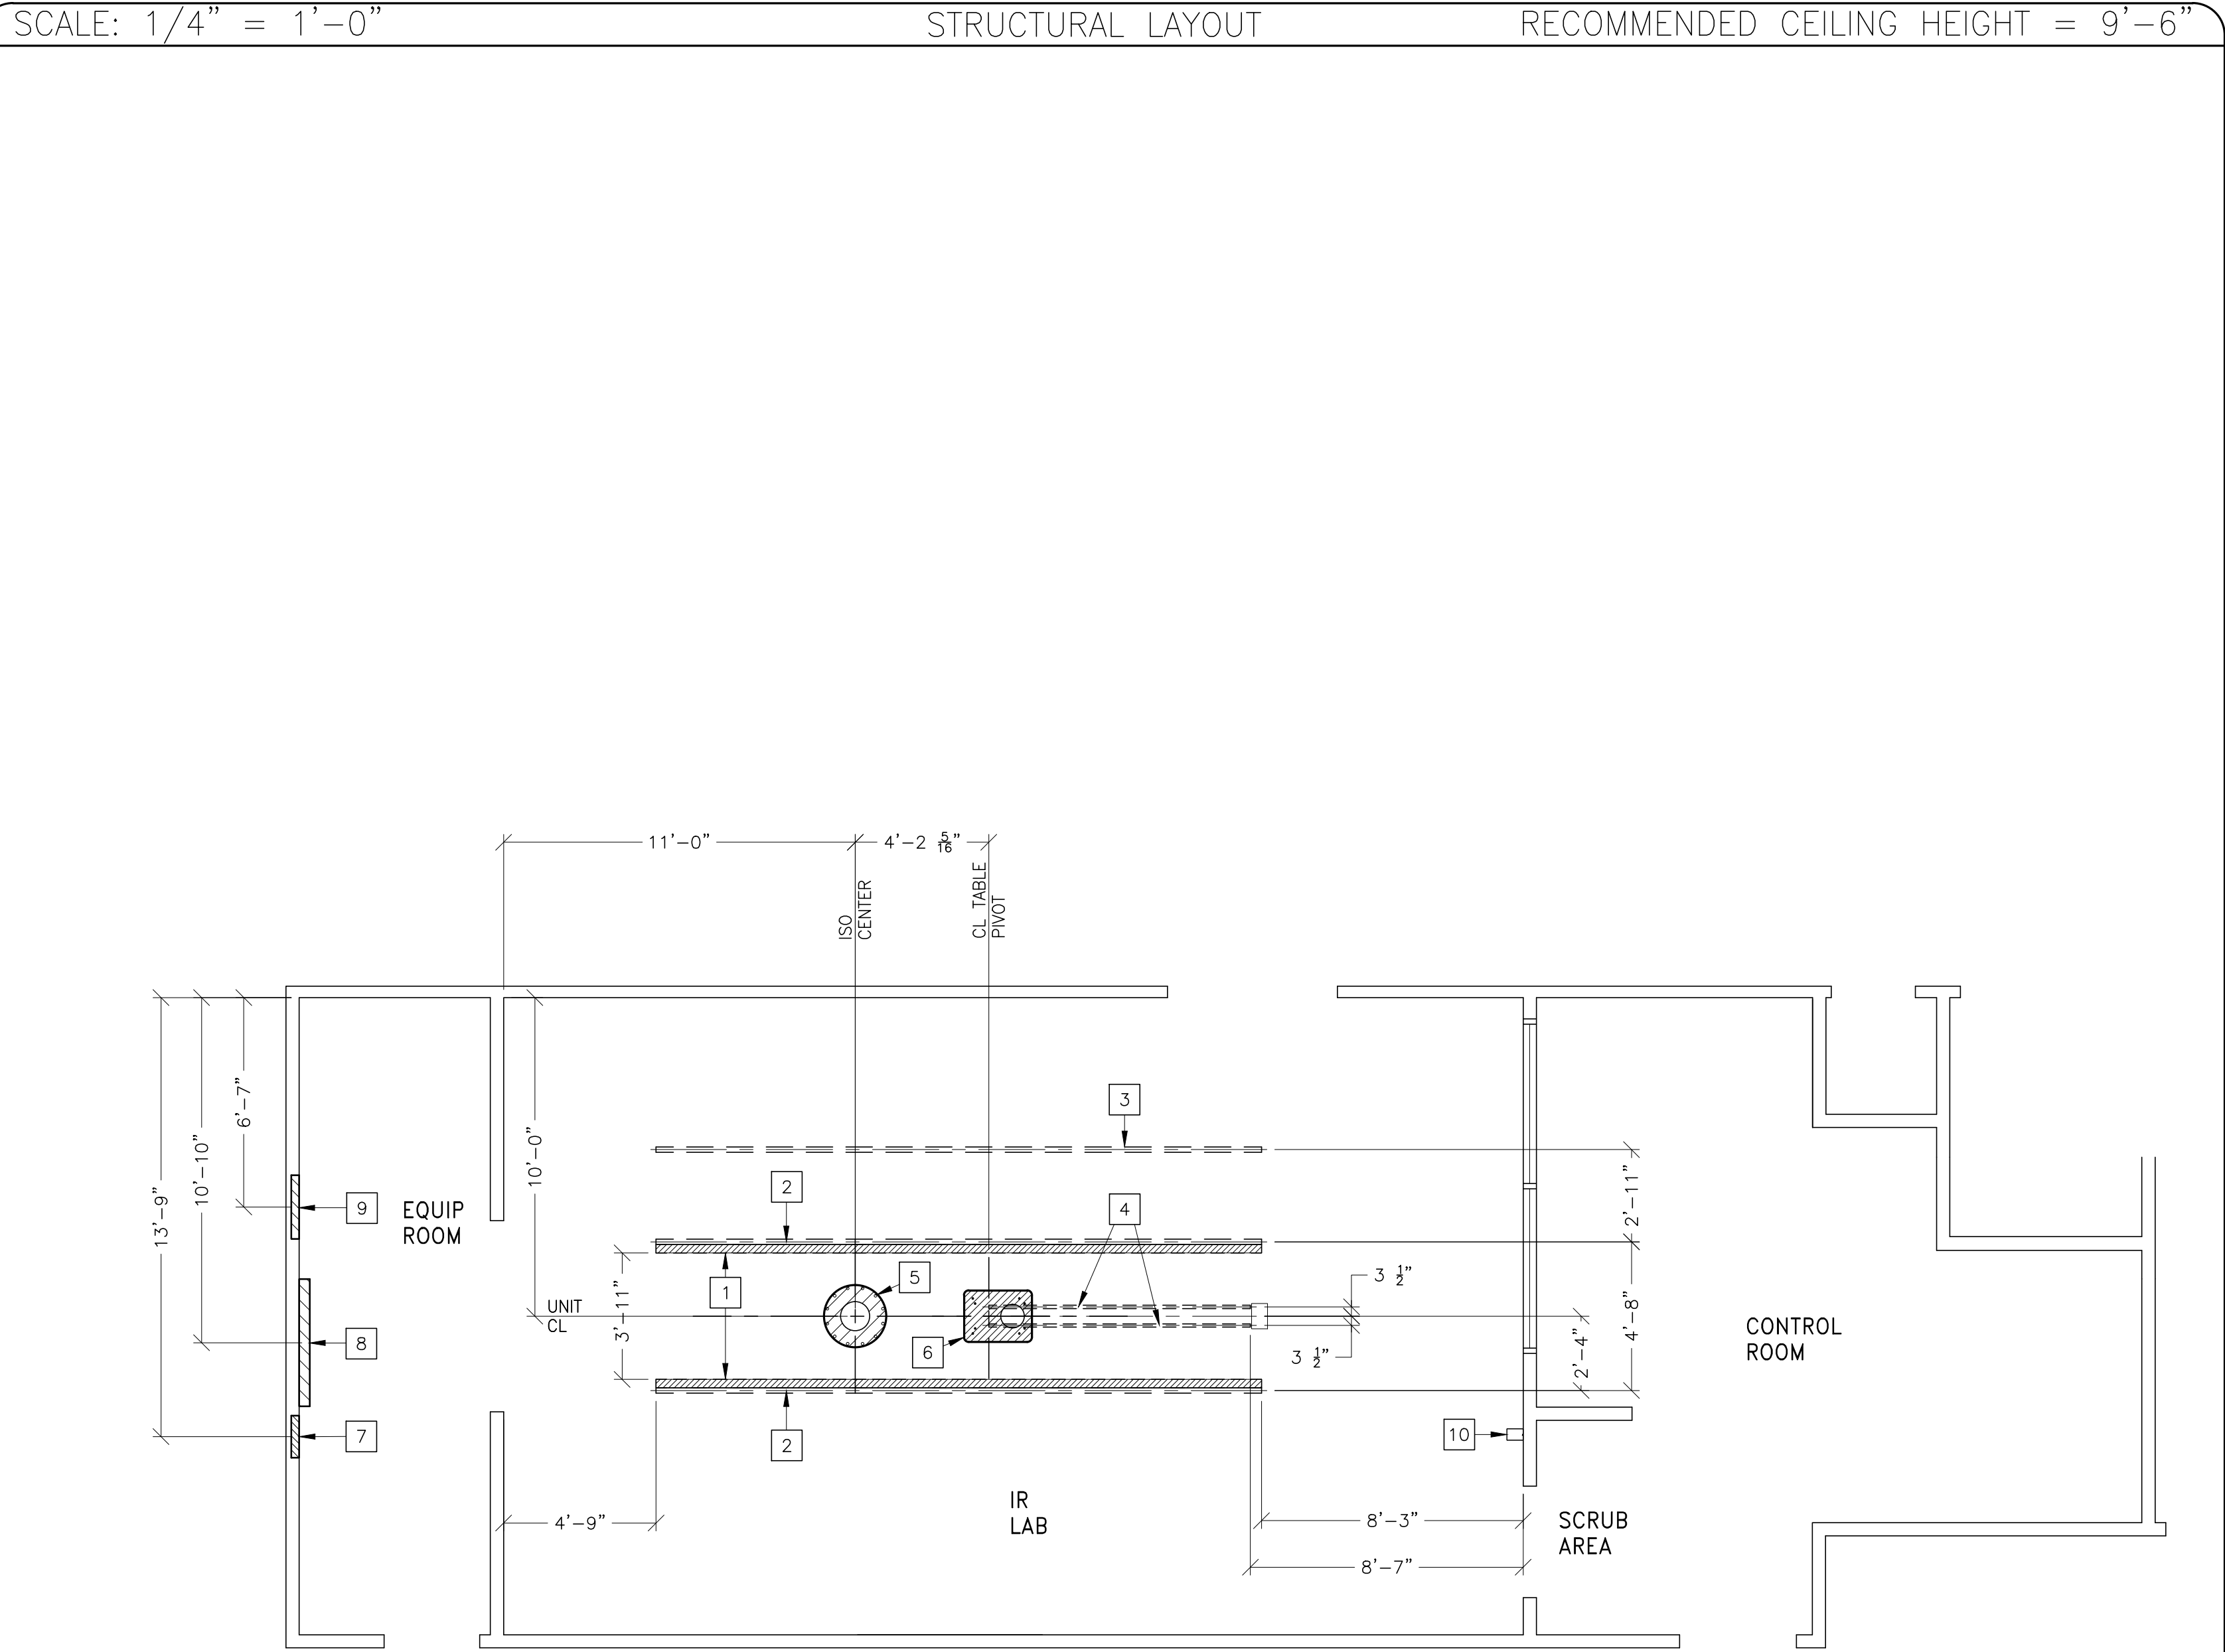 SCALE: 1/4" = 1'-0"
STRUCTURAL LAYOUT
RECOMMENDED CEILING HEIGHT = 9'-6"
11'-0"
4'-2 5/16"
ISO
CENTER
CL TABLE
PIVOT
13'-9"
10'-10"
6'-7"
10'-0"
3
2
4
9
EQUIP
ROOM
2'-11"
1
5
3 1/2"
UNIT
CL
3'-11"
8
6
3 1/2"
2'-4"
4'-8"
CONTROL
ROOM
7
2
10
IR
LAB
4'-9"
8'-3"
8'-7"
SCRUB
AREA